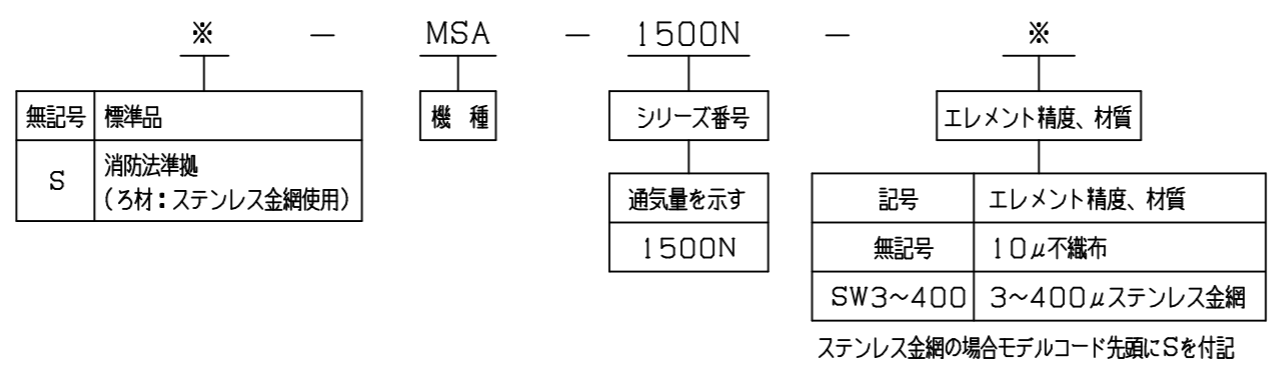 ※ － MSA － 1500N － ※
無記号 標準品
S 消防法準拠
(ろ材：ステンレス金網使用)
機 種
シリーズ番号
通気量を示す
1500N
エレメント精度、材質
記号 エレメント精度、材質
無記号 10μ不織布
SW3~400 3~400μステンレス金網
ステンレス金網の場合モデルコード先頭にSを付記